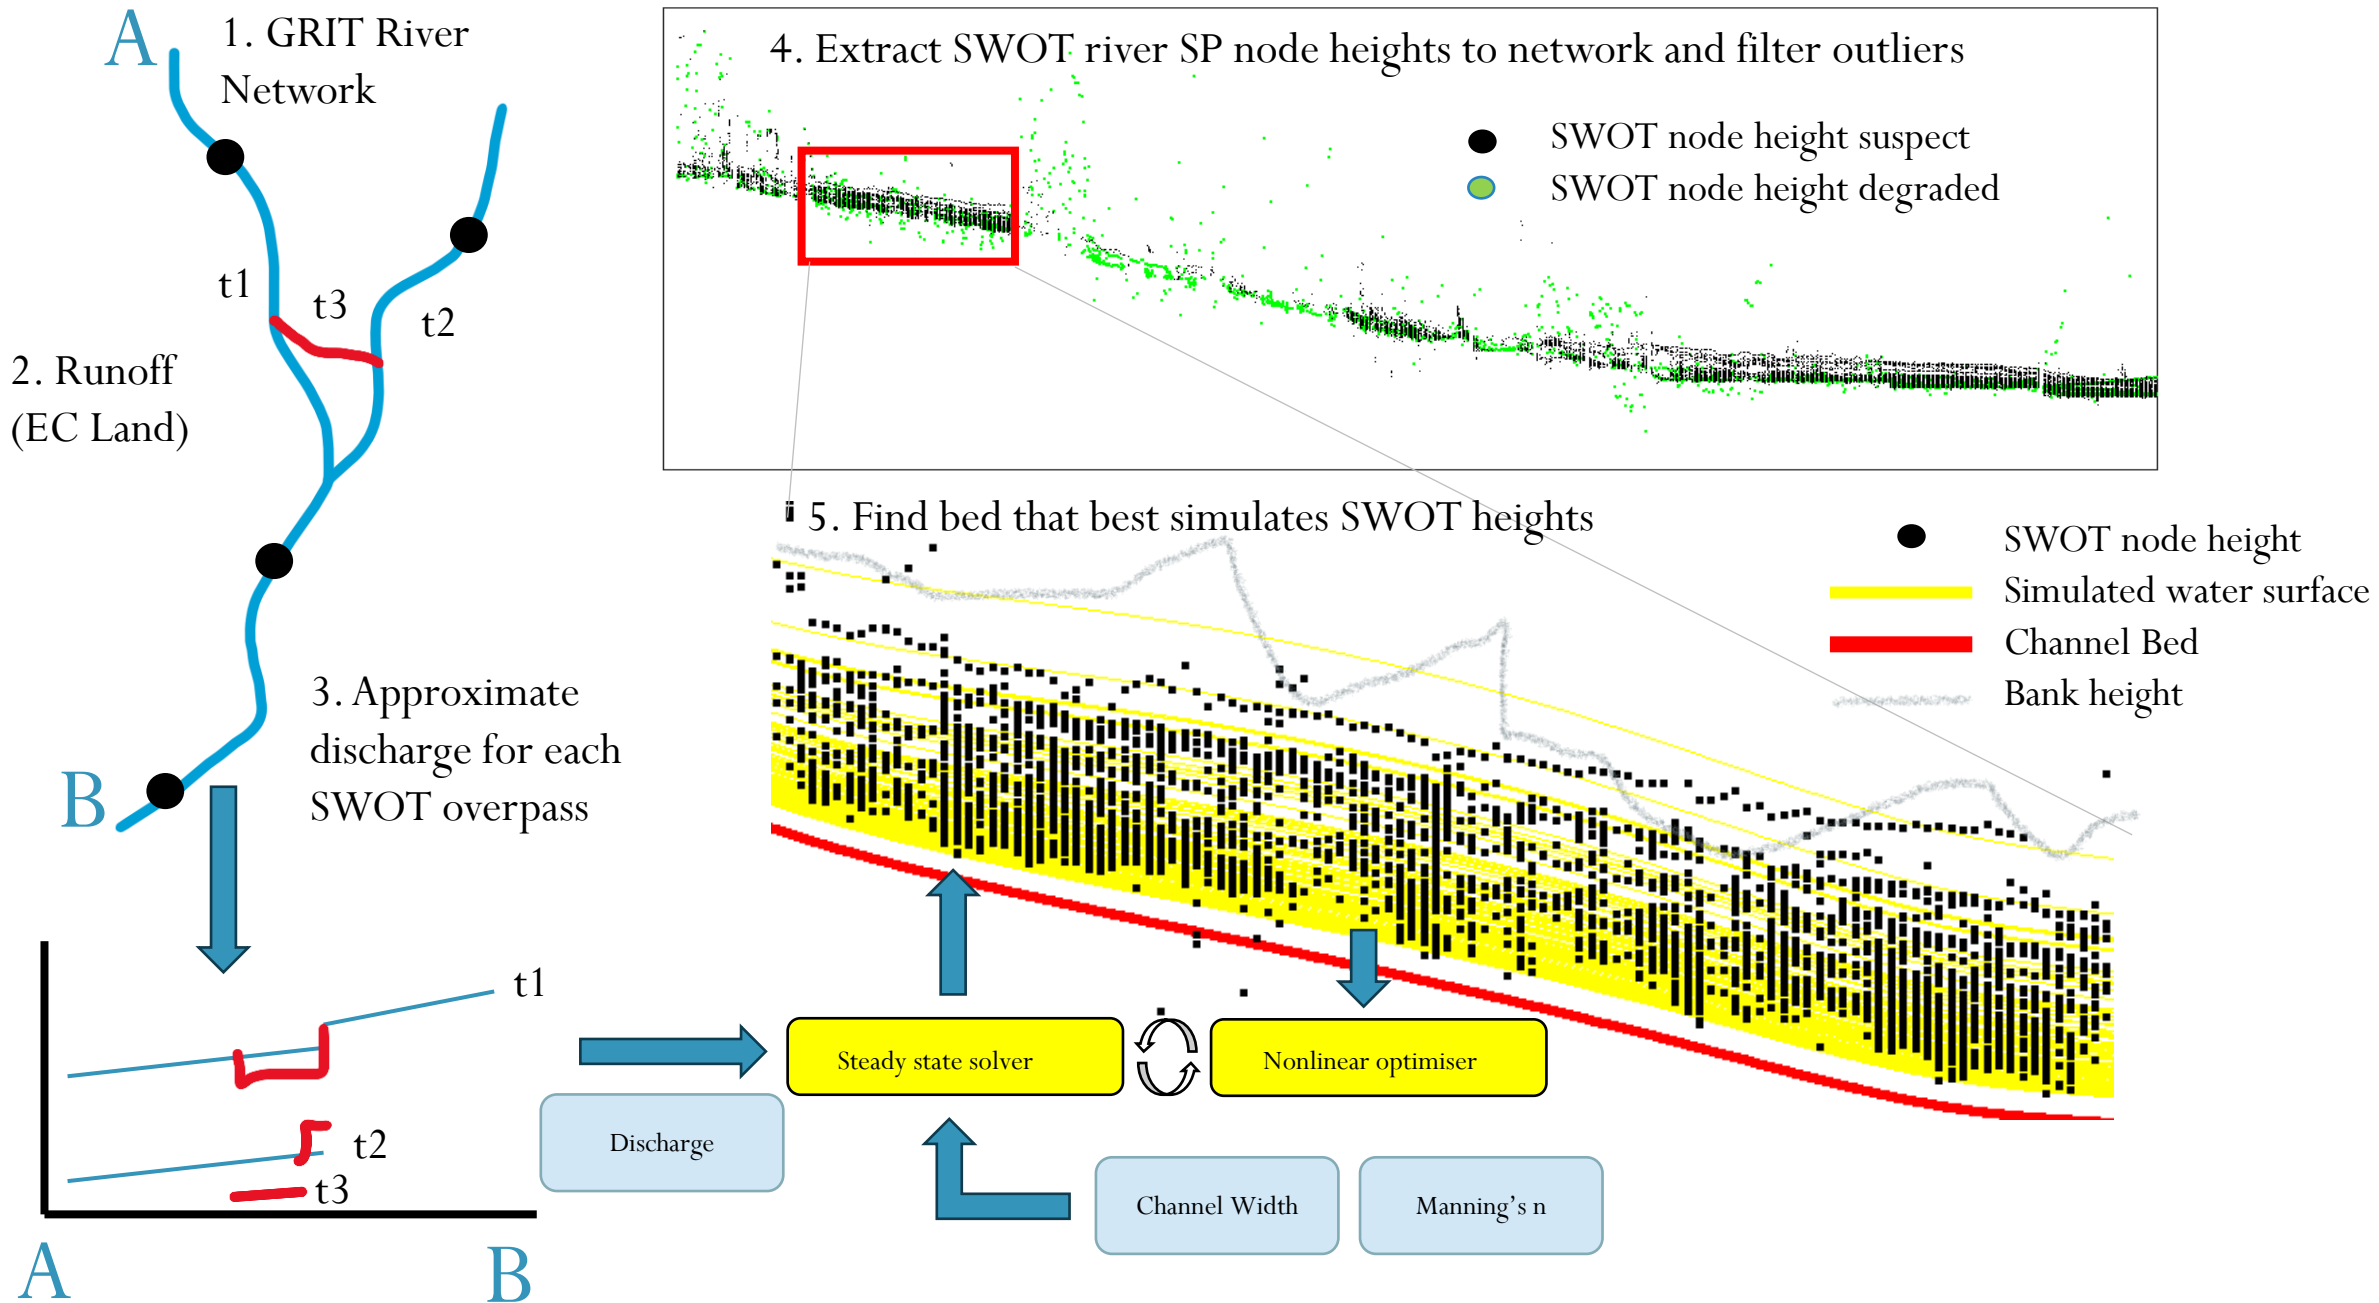 A
1. GRIT River
Network
t1
t3
t2
2. Runoff
(EC Land)
3. Approximate
discharge for each
SWOT overpass
B
t1
t2
t3
A
B
4. Extract SWOT river SP node heights to network and filter outliers
SWOT node height suspect
SWOT node height degraded
5. Find bed that best simulates SWOT heights
SWOT node height
Simulated water surface
Channel Bed
Bank height
Steady state solver
Nonlinear optimiser
Discharge
Channel Width
Manning's n